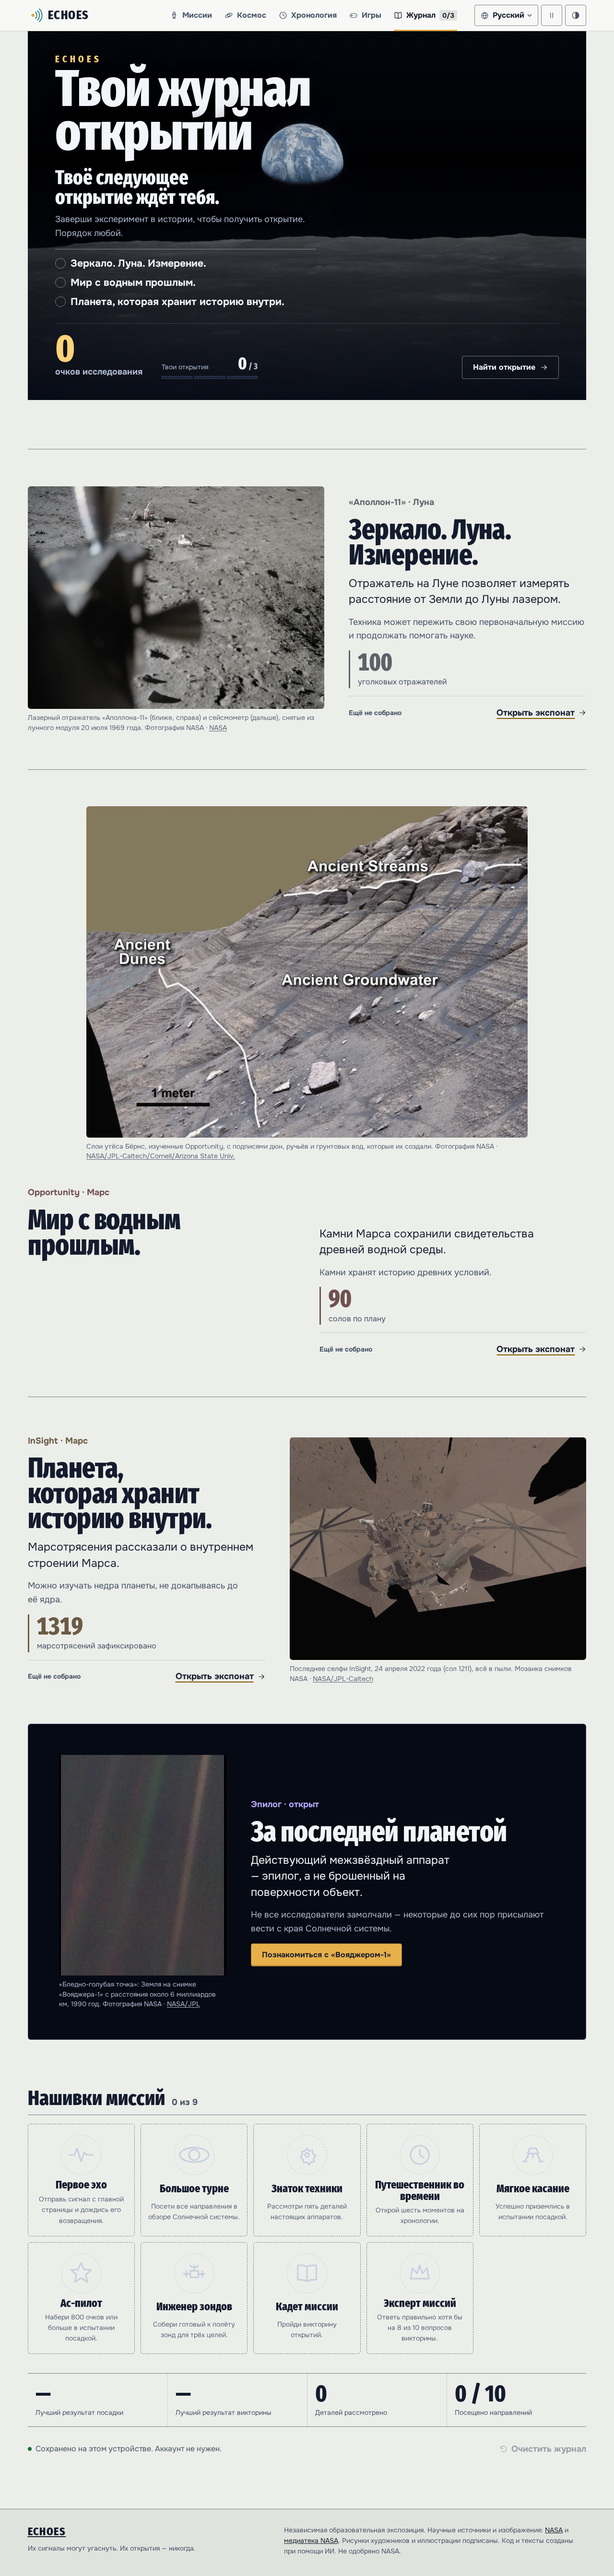 ECHOES
Миссии
Космос
Хронология
Игры
Журнал 0/3
Русский
ECHOES
Твой журнал
открытий
Твоё следующее
открытие ждёт тебя.
Заверши эксперимент в истории, чтобы получить открытие.
Порядок любой.
Зеркало. Луна. Измерение.
Мир с водным прошлым.
Планета, которая хранит историю внутри.
0
очков исследования
Твои открытия 0 / 3
Найти открытие →
«Аполлон-11» · Луна
Зеркало. Луна.
Измерение.
Отражатель на Луне позволяет измерять
расстояние от Земли до Луны лазером.
Техника может пережить свою первоначальную миссию
и продолжать помогать науке.
100
уголковых отражателей
Ещё не собрано
Открыть экспонат →
Лазерный отражатель «Аполлона-11» (ближе, справа) и сейсмометр (дальше), снятые из
лунного модуля 20 июля 1969 года. Фотография NASA · NASA
Ancient Streams
Ancient
Dunes
Ancient Groundwater
1 meter
Слои утёса Бёрнс, изученные Opportunity, с подписями дюн, ручьёв и грунтовых вод, которые их создали. Фотография NASA ·
NASA/JPL-Caltech/Cornell/Arizona State Univ.
Opportunity · Марс
Мир с водным
прошлым.
Камни Марса сохранили свидетельства
древней водной среды.
Камни хранят историю древних условий.
90
солов по плану
Ещё не собрано
Открыть экспонат →
InSight · Марс
Планета,
которая хранит
историю внутри.
Марсотрясения рассказали о внутреннем
строении Марса.
Можно изучать недра планеты, не докапываясь до
её ядра.
1319
марсотрясений зафиксировано
Ещё не собрано
Открыть экспонат →
Последнее селфи InSight, 24 апреля 2022 года (сол 1211), всё в пыли. Мозаика снимков
NASA · NASA/JPL-Caltech
Эпилог · открыт
За последней планетой
Действующий межзвёздный аппарат
— эпилог, а не брошенный на
поверхности объект.
Не все исследователи замолчали — некоторые до сих пор присылают
вести с края Солнечной системы.
Познакомиться с «Вояджером-1»
«Бледно-голубая точка»: Земля на снимке
«Вояджера-1» с расстояния около 6 миллиардов
км, 1990 год. Фотография NASA · NASA/JPL
Нашивки миссий 0 из 9
Первое эхо
Отправь сигнал с главной
страницы и дождись его
возвращения.
Большое турне
Посети все направления в
обзоре Солнечной системы.
Знаток техники
Рассмотри пять деталей
настоящих аппаратов.
Путешественник во
времени
Открой шесть моментов на
хронологии.
Мягкое касание
Успешно приземлись в
испытании посадкой.
Ас-пилот
Набери 800 очков или
больше в испытании
посадкой.
Инженер зондов
Собери готовый к полёту
зонд для трёх целей.
Кадет миссии
Пройди викторину
открытий.
Эксперт миссий
Ответь правильно хотя бы
на 8 из 10 вопросов
викторины.
—
Лучший результат посадки
—
Лучший результат викторины
0
Деталей рассмотрено
0 / 10
Посещено направлений
Сохранено на этом устройстве. Аккаунт не нужен.
Очистить журнал
ECHOES
Их сигналы могут угаснуть. Их открытия — никогда.
Независимая образовательная экспозиция. Научные источники и изображения: NASA и
медиатека NASA. Рисунки художников и иллюстрации подписаны. Код и тексты созданы
при помощи ИИ. Не одобрено NASA.